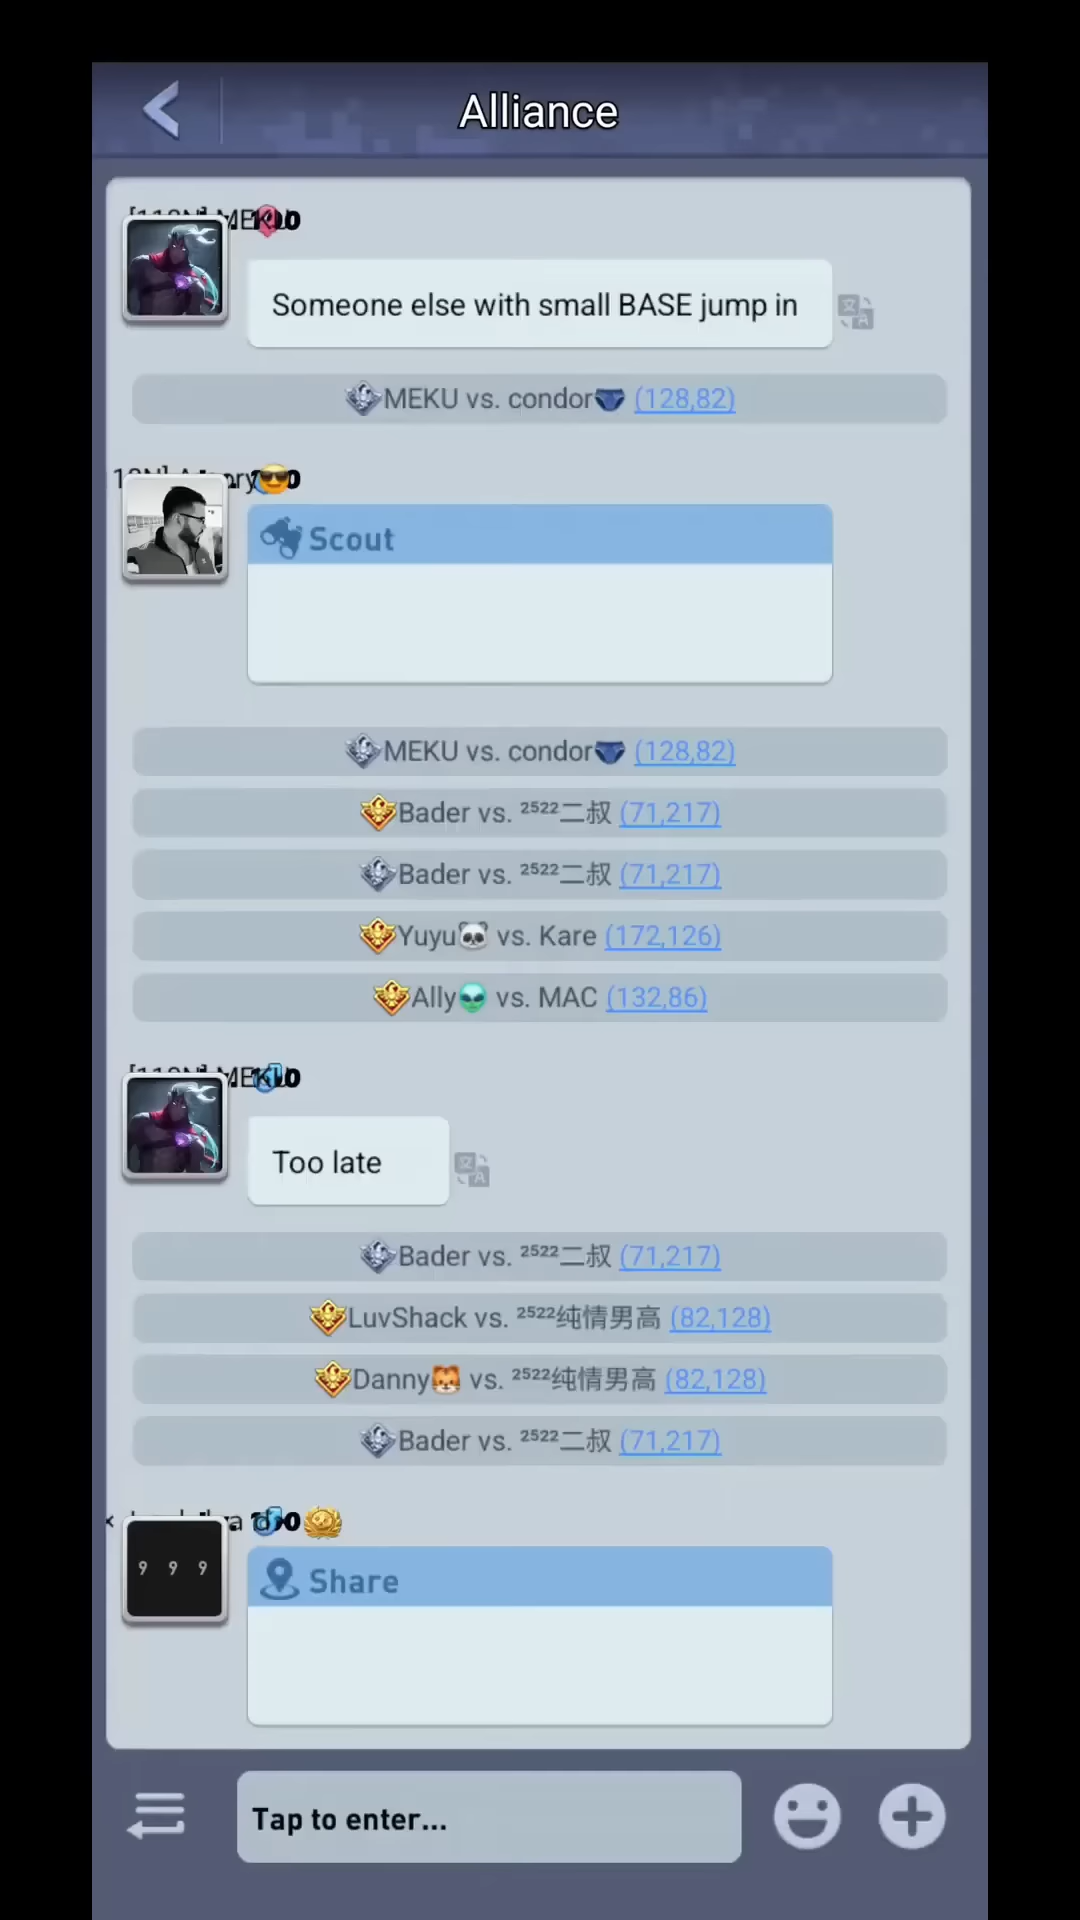 Alliance
MEKU
Someone else with small BASE jump in
MEKU vs. condor🩲 (128,82)
Scout
MEKU vs. condor🩲 (128,82)
Bader vs. ²⁵²²二叔 (71,217)
Bader vs. ²⁵²²二叔 (71,217)
Yuyu🐼 vs. Kare (172,126)
Ally👽 vs. MAC (132,86)
MEKU
Too late
Bader vs. ²⁵²²二叔 (71,217)
LuvShack vs. ²⁵²²纯情男高 (82,128)
Danny🐯 vs. ²⁵²²纯情男高 (82,128)
Bader vs. ²⁵²²二叔 (71,217)
9 9 9
Share
Tap to enter...